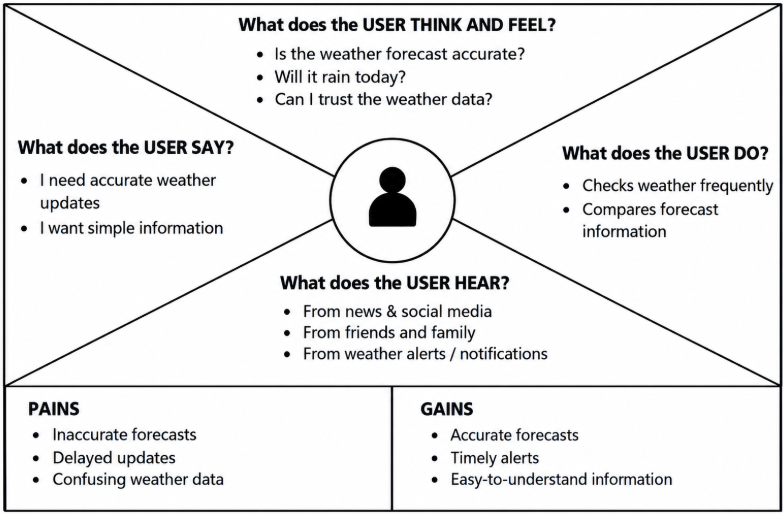 What does the USER THINK AND FEEL?
• Is the weather forecast accurate?
• Will it rain today?
• Can I trust the weather data?
What does the USER SAY?
• I need accurate weather
updates
• I want simple information
What does the USER DO?
• Checks weather frequently
• Compares forecast
information
What does the USER HEAR?
• From news & social media
• From friends and family
• From weather alerts / notifications
PAINS
• Inaccurate forecasts
• Delayed updates
• Confusing weather data
GAINS
• Accurate forecasts
• Timely alerts
• Easy-to-understand information